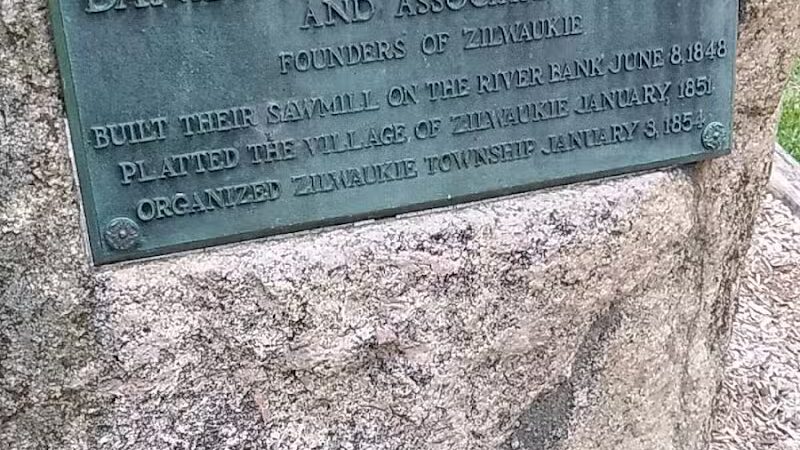 AND ASSOCIA
FOUNDERS OF ZILWAUKIE
BUILT THEIR SAWMILL ON THE RIVER BANK JUNE 8, 1848
PLATTED THE VILLAGE OF ZILWAUKIE JANUARY, 1851
ORGANIZED ZILWAUKIE TOWNSHIP JANUARY 3, 1854